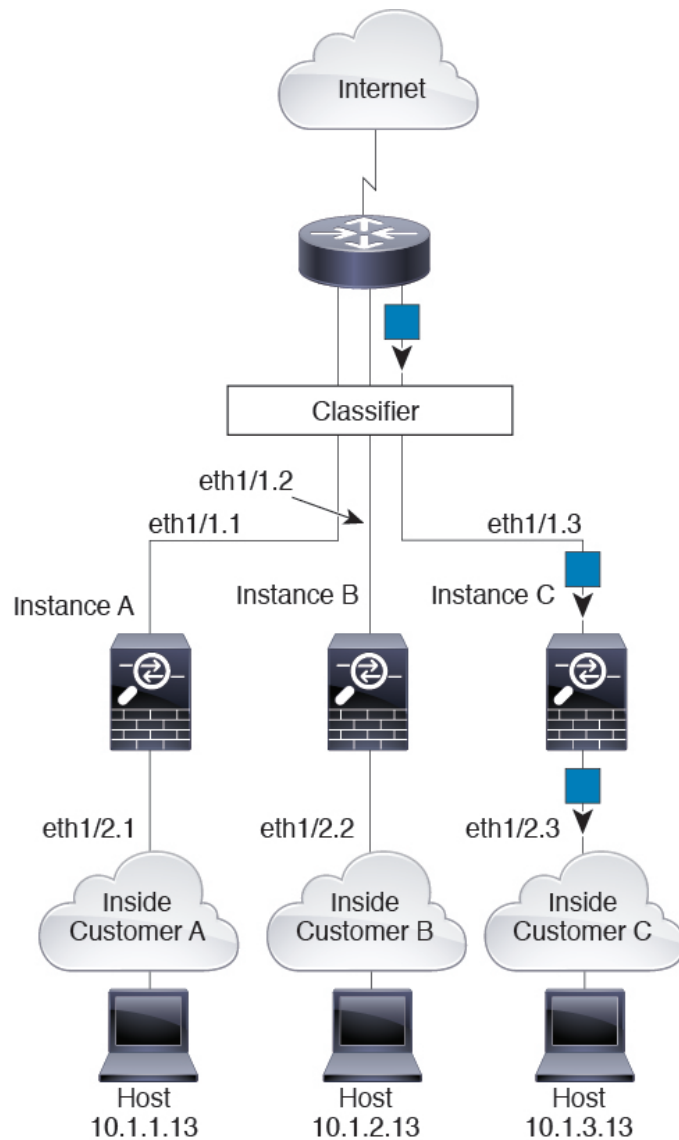 Internet
Classifier
eth1/1.2
eth1/1.1
eth1/1.3
Instance A
Instance B
Instance C
eth1/2.1
eth1/2.2
eth1/2.3
Inside
Customer A
Inside
Customer B
Inside
Customer C
Host
10.1.1.13
Host
10.1.2.13
Host
10.1.3.13